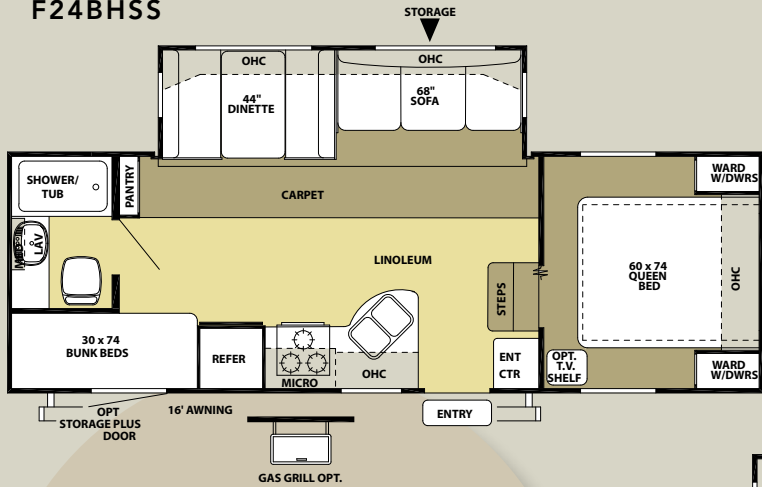 F24BHSS
STORAGE
OHC
OHC
44"
DINETTE
68"
SOFA
SHOWER/
TUB
PANTRY
WARD
W/DWRS
CARPET
LAV
LINOLEUM
60 x 74
QUEEN
BED
OHC
STEPS
30 x 74
BUNK BEDS
REFER
MICRO
OHC
ENT
CTR
OPT.
T.V.
SHELF
WARD
W/DWRS
OPT
STORAGE PLUS
DOOR
16' AWNING
ENTRY
GAS GRILL OPT.